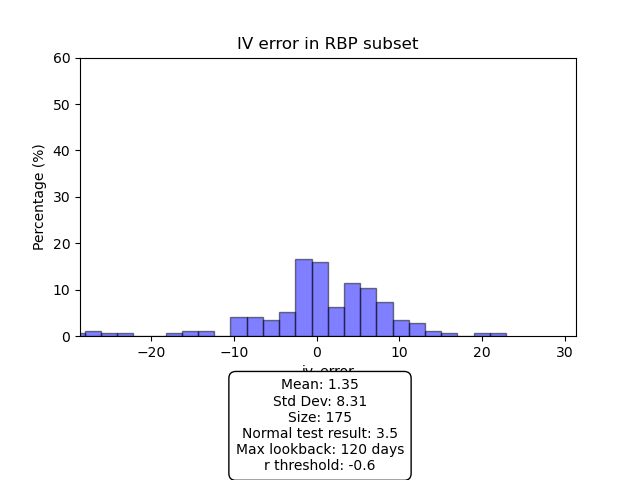 IV error in RBP subset
60
50
40
30
20
10
0
Percentage (%)
−20 −10 0 10 20 30
iv_error
Mean: 1.35
Std Dev: 8.31
Size: 175
Normal test result: 3.5
Max lookback: 120 days
r threshold: -0.6